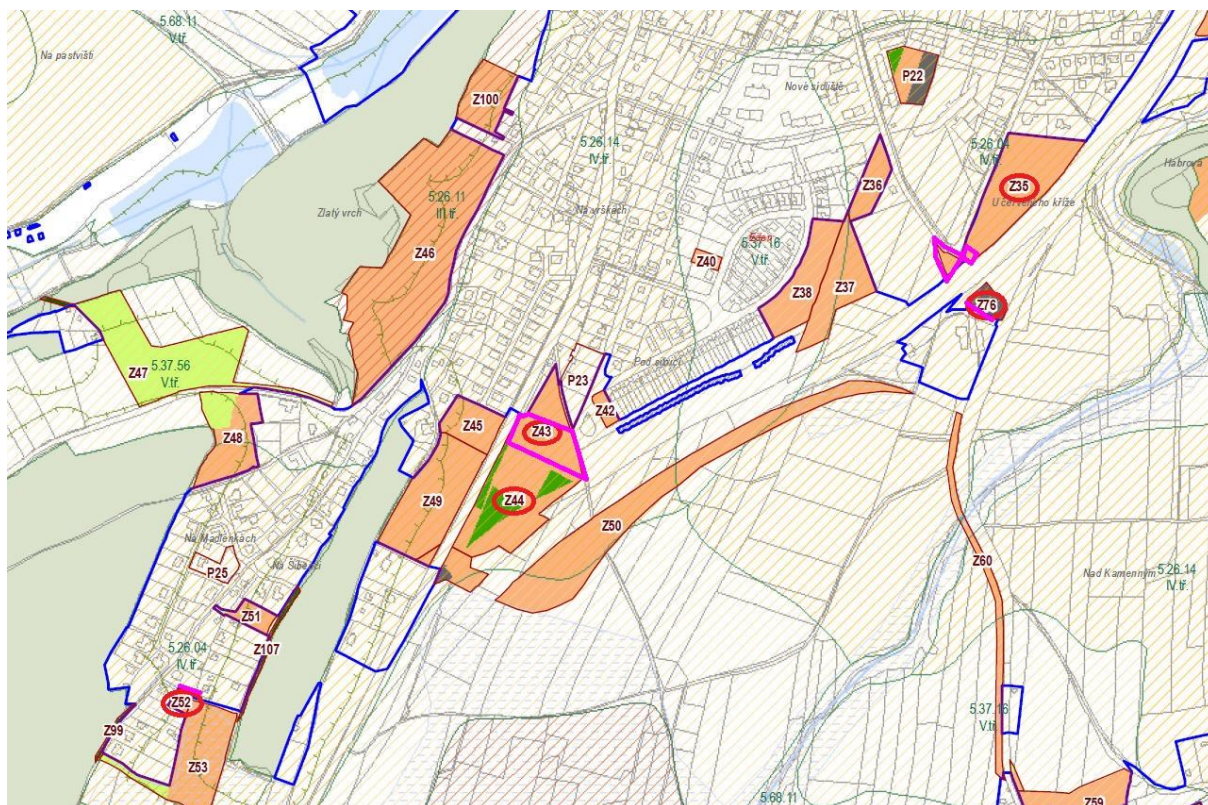 5.68.11
V.tř.
Na pastvišti
Z100
Nové sídliště
P22
5.26.14
IV.tř.
5.26.04
IV.tř.
Habrová
Z36
Z35
U červeného kříže
5.26.11
III.tř.
Zlatý vrch
Na vrškách
Z46
Eden
5.37.16
V.tř.
Z40
Z38
Z37
Z76
5.37.56
V.tř.
Z47
Pod šibicí
P23
Z42
Z45
Z43
Z48
Z49
Z44
Z50
Na Madlenkách
Na Šibenici
P25
Z60
Nad Kamenným
5.26.14
IV.tř.
Z51
5.26.04
IV.tř.
Z107
Z52
5.37.16
V.tř.
Z99
Z53
5.68.11
Z59